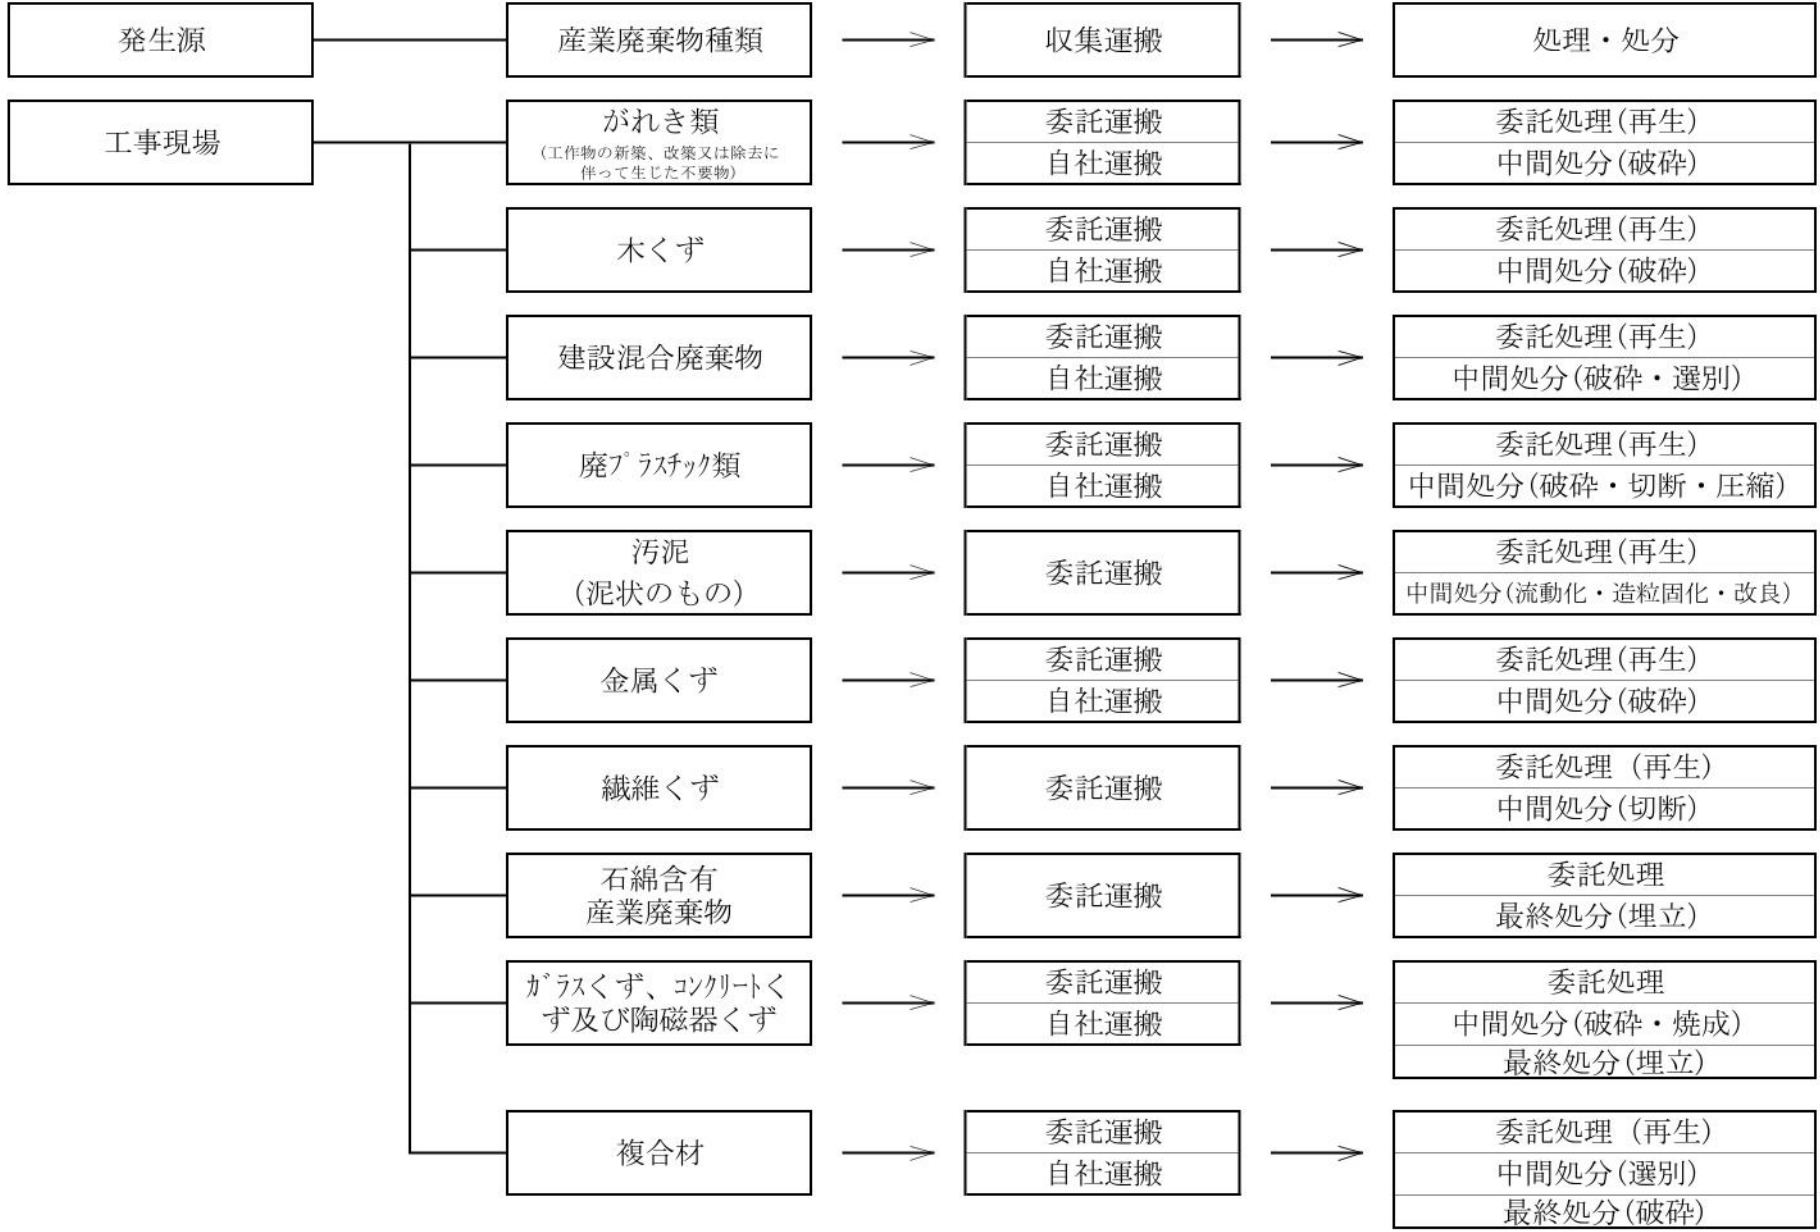 発生源
産業廃棄物種類
収集運搬
処理・処分
工事現場
がれき類
(工作物の新築、改築又は除去に
伴って生じた不要物)
委託運搬
自社運搬
委託処理(再生)
中間処分(破砕)
木くず
委託運搬
自社運搬
委託処理(再生)
中間処分(破砕)
建設混合廃棄物
委託運搬
自社運搬
委託処理(再生)
中間処分(破砕・選別)
廃ﾌﾟﾗｽﾁｯｸ類
委託運搬
自社運搬
委託処理(再生)
中間処分(破砕・切断・圧縮)
汚泥
(泥状のもの)
委託運搬
委託処理(再生)
中間処分(流動化・造粒固化・改良)
金属くず
委託運搬
自社運搬
委託処理(再生)
中間処分(破砕)
繊維くず
委託運搬
委託処理（再生）
中間処分(切断)
石綿含有
産業廃棄物
委託運搬
委託処理
最終処分(埋立)
ｶﾞﾗｽくず、ｺﾝｸﾘｰﾄく
ず及び陶磁器くず
委託運搬
自社運搬
委託処理
中間処分(破砕・焼成)
最終処分(埋立)
複合材
委託運搬
自社運搬
委託処理（再生）
中間処分(選別)
最終処分(破砕)